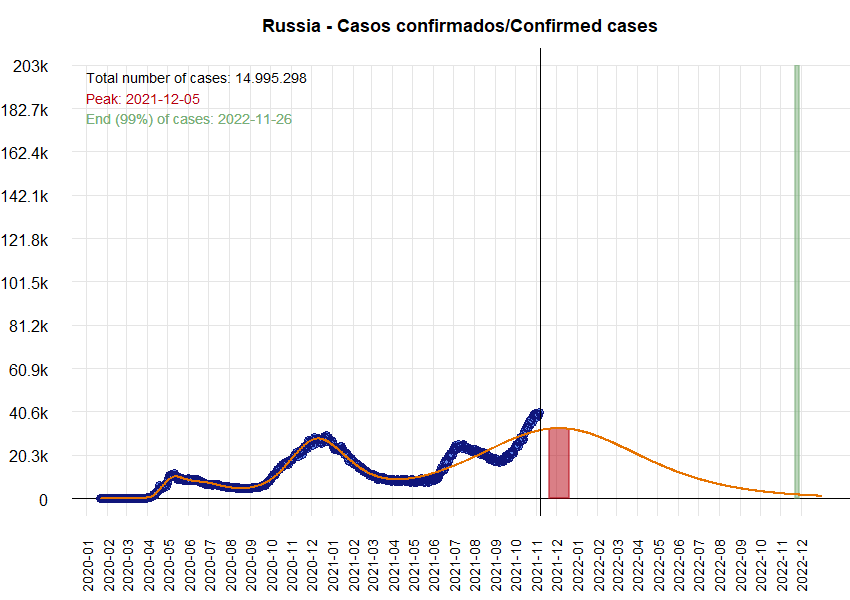 Russia - Casos confirmados/Confirmed cases
Total number of cases: 14.995.298
Peak: 2021-12-05
End (99%) of cases: 2022-11-26
203k
182.7k
162.4k
142.1k
121.8k
101.5k
81.2k
60.9k
40.6k
20.3k
0
2020-01
2020-02
2020-03
2020-04
2020-05
2020-06
2020-07
2020-08
2020-09
2020-10
2020-11
2020-12
2021-01
2021-02
2021-03
2021-04
2021-05
2021-06
2021-07
2021-08
2021-09
2021-10
2021-11
2021-12
2022-01
2022-02
2022-03
2022-04
2022-05
2022-06
2022-07
2022-08
2022-09
2022-10
2022-11
2022-12